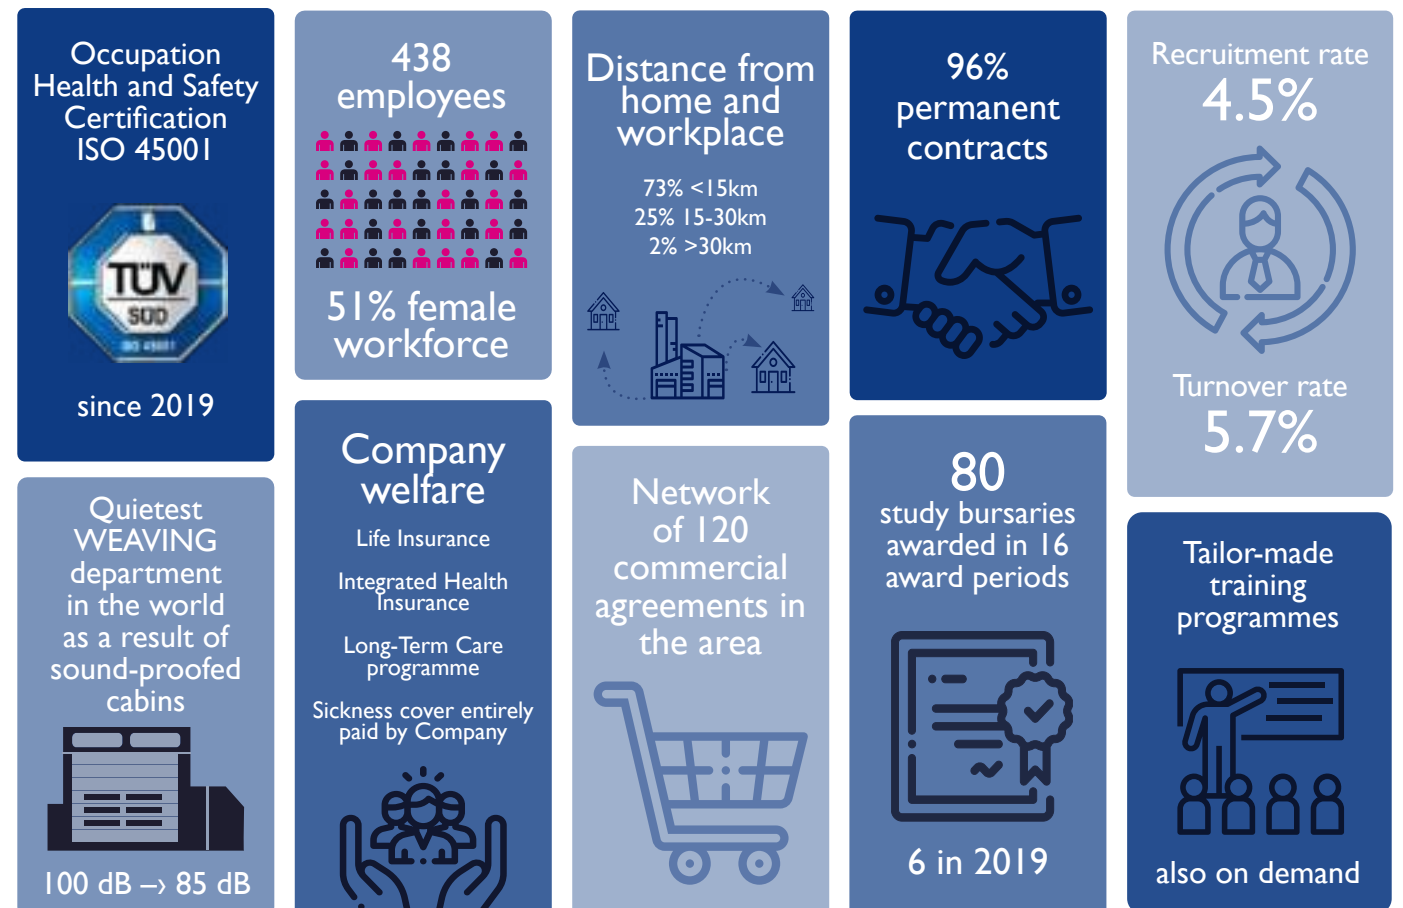 Occupation
Health and Safety
Certification
ISO 45001
TÜV
SÜD
ISO 45001
since 2019
438
employees
51% female
workforce
Distance from
home and
workplace
73% <15km
25% 15-30km
2% >30km
96%
permanent
contracts
Recruitment rate
4.5%
Turnover rate
5.7%
Quietest
WEAVING
department
in the world
as a result of
sound-proofed
cabins
100 dB –› 85 dB
Company
welfare
Life Insurance
Integrated Health
Insurance
Long-Term Care
programme
Sickness cover entirely
paid by Company
Network
of 120
commercial
agreements in
the area
80
study bursaries
awarded in 16
award periods
6 in 2019
Tailor-made
training
programmes
also on demand